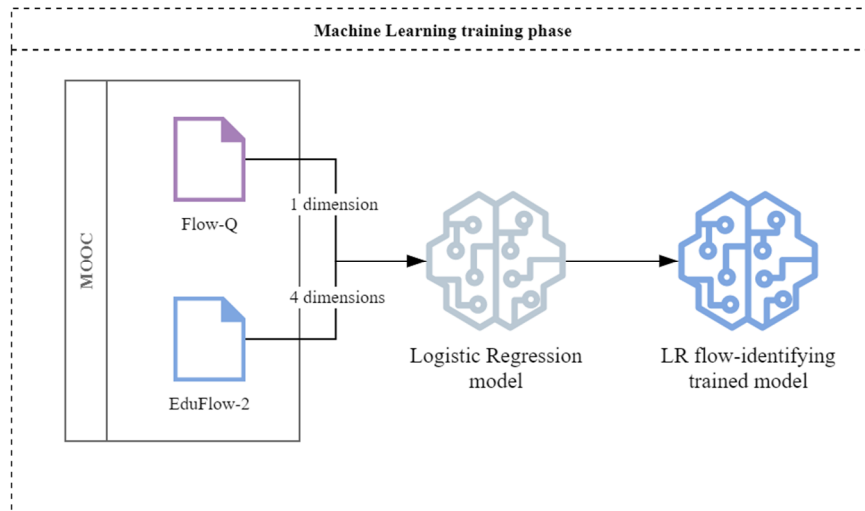 Machine Learning training phase
MOOC
Flow-Q
1 dimension
4 dimensions
EduFlow-2
Logistic Regression
model
LR flow-identifying
trained model